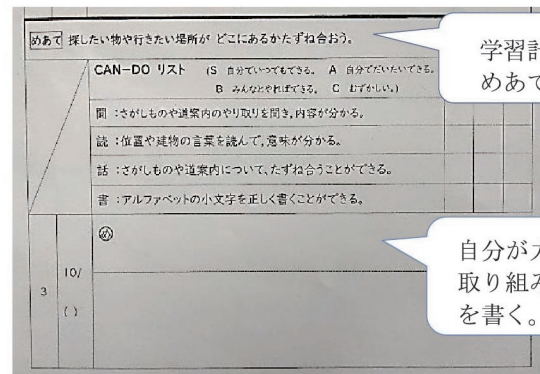 めあて 探したい物や行きたい場所が どこにあるかたずね合おう。
CAN-DO リスト (S 自分でいつでもできる。 A 自分でだいたいできる。
B みんなとやればできる。 C むずかしい。)
聞:さがしものや道案内のやり取りを聞き,内容が分かる。
読:位置や建物の言葉を読んで,意味が分かる。
話:さがしものや道案内について,たずね合うことができる。
書:アルファベットの小文字を正しく書くことができる。
め
3 10/
( )
学習計
めあて
自分が
取り組み
を書く。